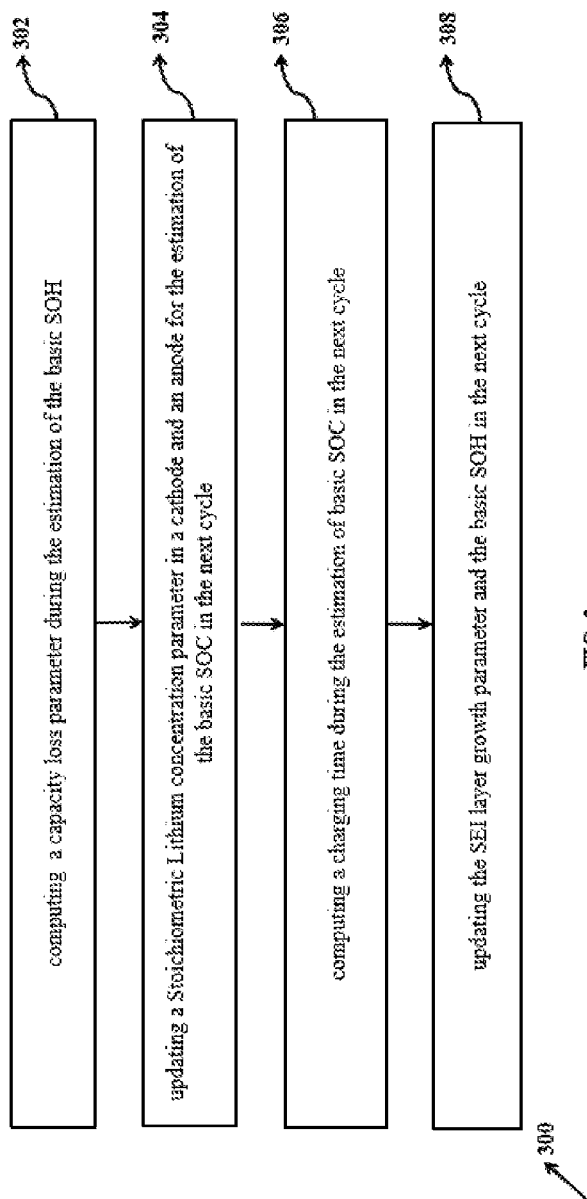 302
computing a capacity loss parameter during the estimation of the basic SOH
304
updating a Stoichiometric Lithium concentration parameter in a cathode and an anode for the estimation of
the basic SOC in the next cycle
306
computing a charging time during the estimation of basic SOC in the next cycle
308
updating the SEI layer growth parameter and the basic SOH in the next cycle
300